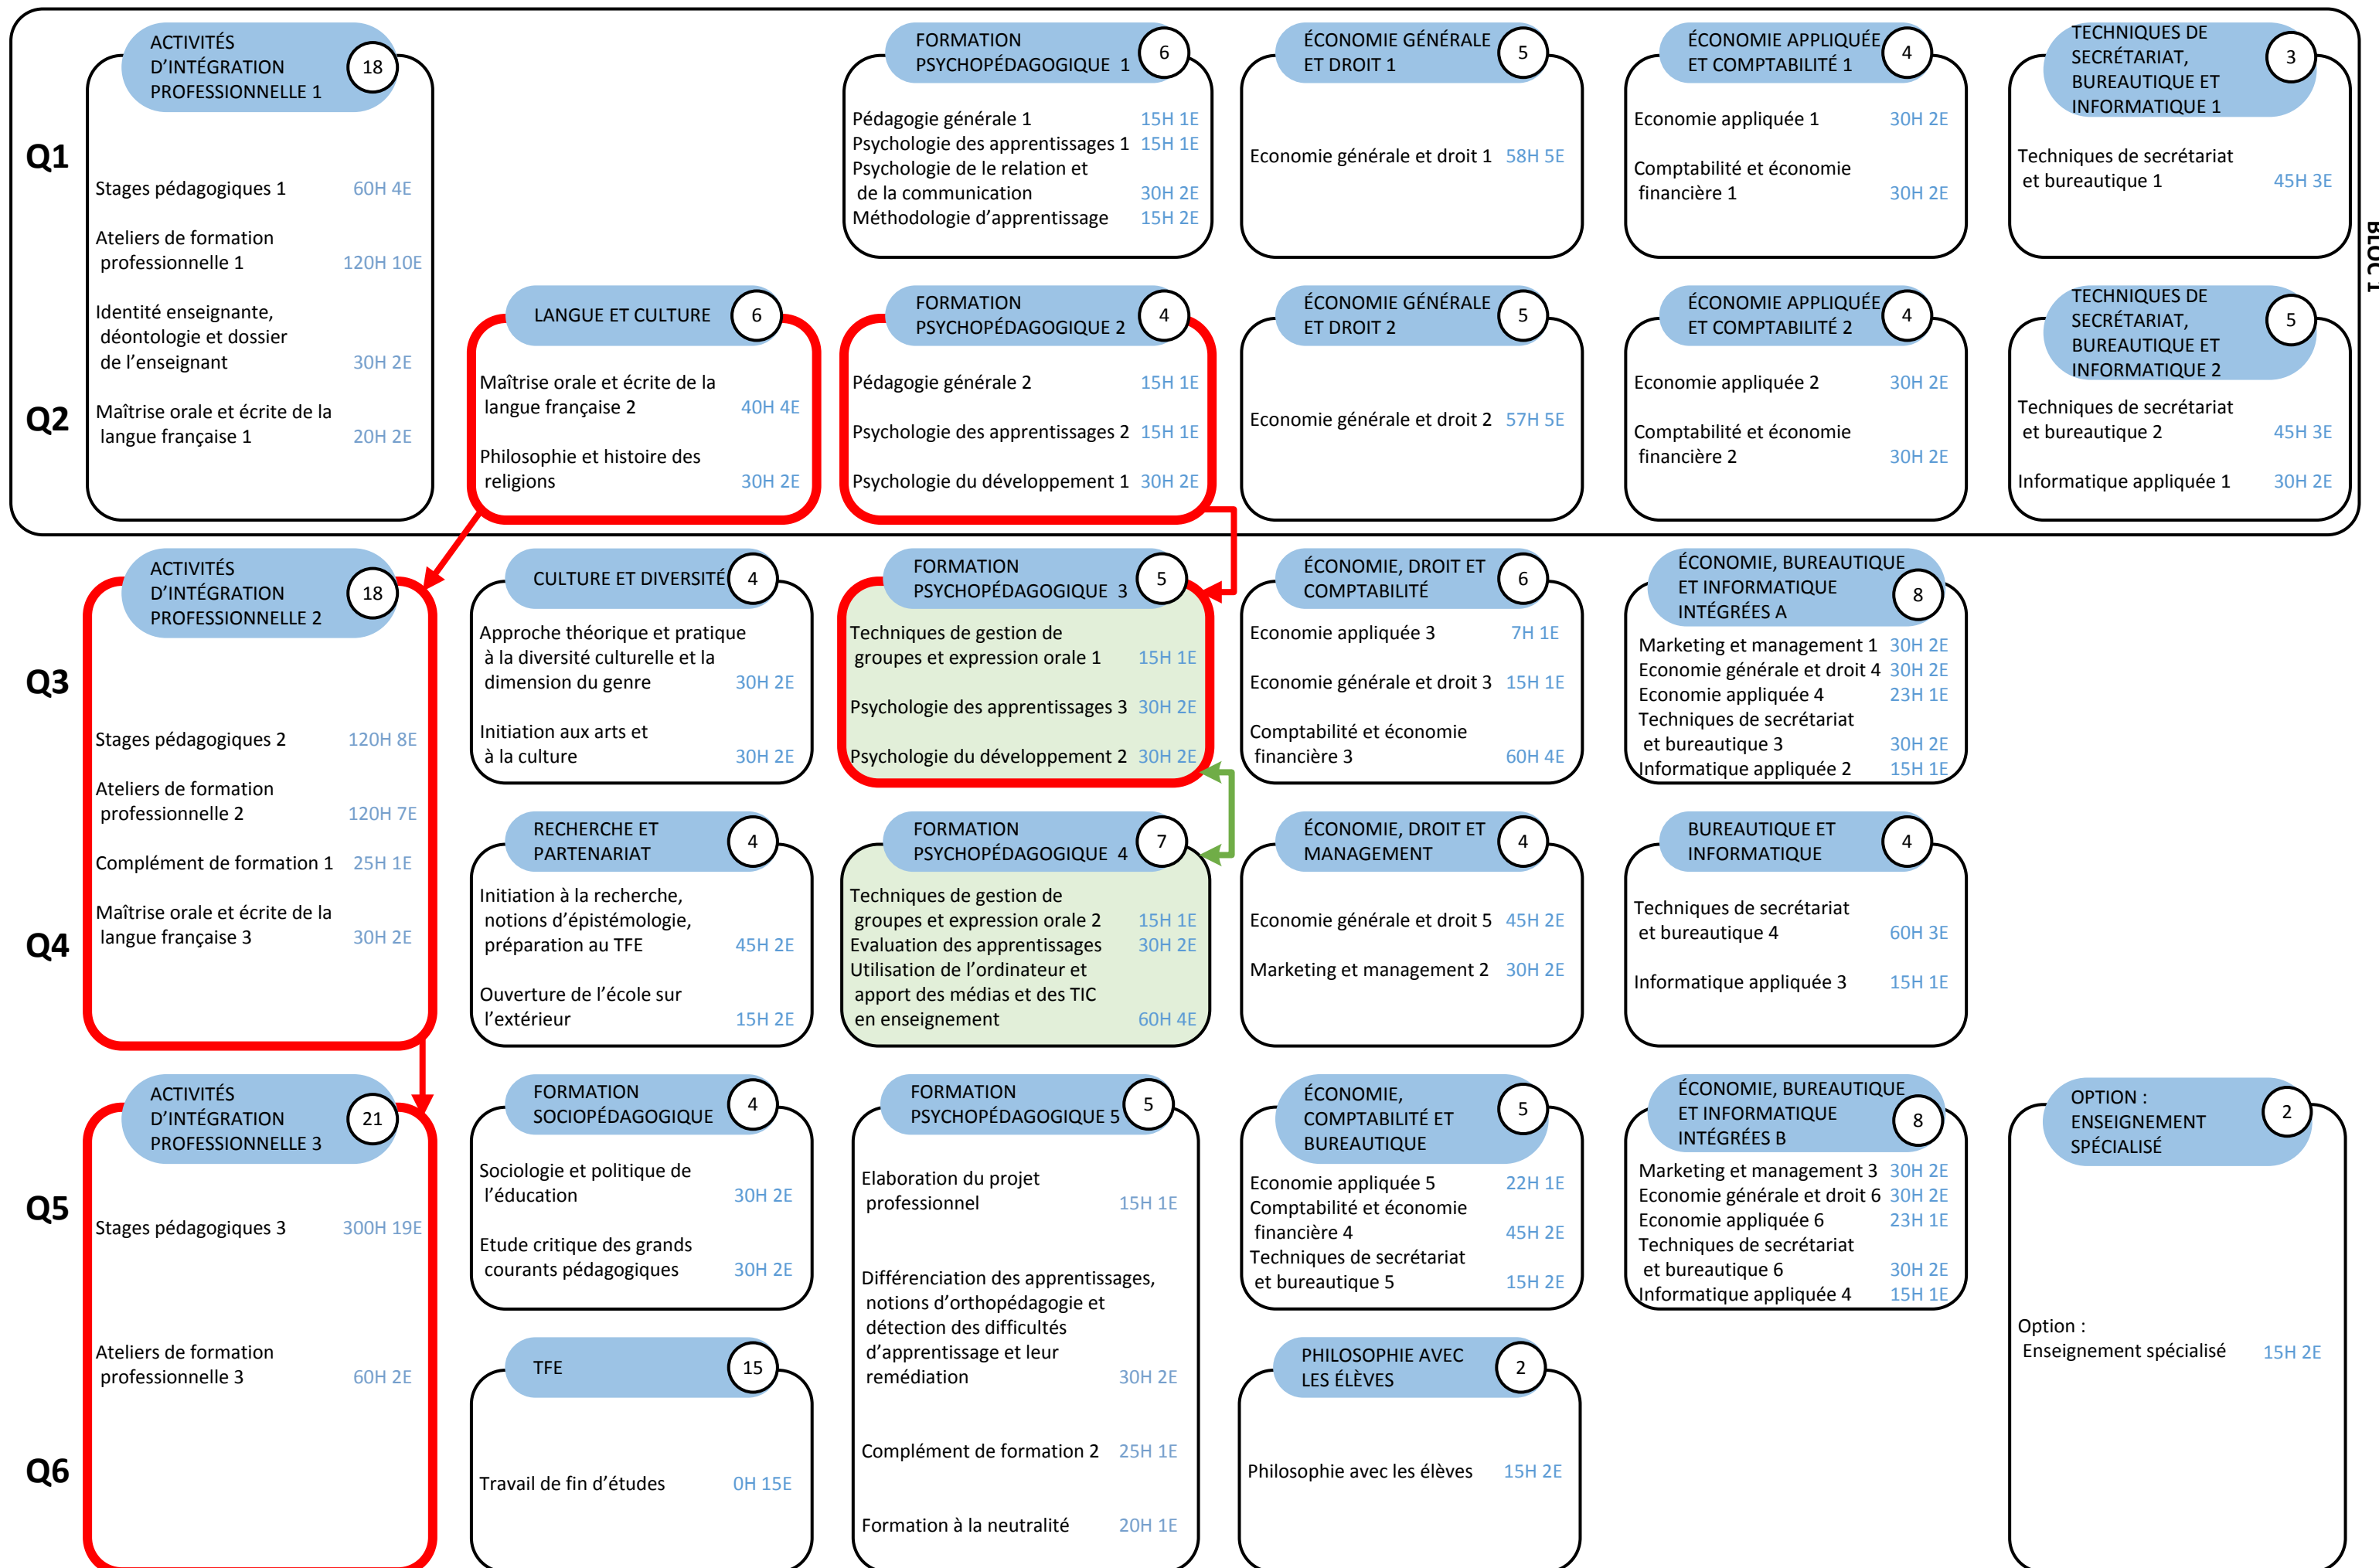 ACTIVITÉS
D'INTÉGRATION
PROFESSIONNELLE 1
18
FORMATION
PSYCHOPÉDAGOGIQUE 1
6
ÉCONOMIE GÉNÉRALE
ET DROIT 1
5
ÉCONOMIE APPLIQUÉE
ET COMPTABILITÉ 1
4
TECHNIQUES DE
SECRÉTARIAT,
BUREAUTIQUE ET
INFORMATIQUE 1
3
BLOC 1
Q1
Q2
Stages pédagogiques 1 60H 4E
Ateliers de formation
professionnelle 1 120H 10E
Identité enseignante,
déontologie et dossier
de l'enseignant 30H 2E
Maîtrise orale et écrite de la
langue française 1 20H 2E
Pédagogie générale 1 15H 1E
Psychologie des apprentissages 1 15H 1E
Psychologie de le relation et
de la communication 30H 2E
Méthodologie d'apprentissage 15H 2E
Economie générale et droit 1 58H 5E
Economie appliquée 1 30H 2E
Comptabilité et économie
financière 1 30H 2E
Techniques de secrétariat
et bureautique 1 45H 3E
LANGUE ET CULTURE
6
Maîtrise orale et écrite de la
langue française 2 40H 4E
Philosophie et histoire des
religions 30H 2E
FORMATION
PSYCHOPÉDAGOGIQUE 2
4
Pédagogie générale 2 15H 1E
Psychologie des apprentissages 2 15H 1E
Psychologie du développement 1 30H 2E
ÉCONOMIE GÉNÉRALE
ET DROIT 2
5
Economie générale et droit 2 57H 5E
ÉCONOMIE APPLIQUÉE
ET COMPTABILITÉ 2
4
Economie appliquée 2 30H 2E
Comptabilité et économie
financière 2 30H 2E
TECHNIQUES DE
SECRÉTARIAT,
BUREAUTIQUE ET
INFORMATIQUE 2
5
Techniques de secrétariat
et bureautique 2 45H 3E
Informatique appliquée 1 30H 2E
Q3
Q4
ACTIVITÉS
D'INTÉGRATION
PROFESSIONNELLE 2
18
Stages pédagogiques 2 120H 8E
Ateliers de formation
professionnelle 2 120H 7E
Complément de formation 1 25H 1E
Maîtrise orale et écrite de la
langue française 3 30H 2E
CULTURE ET DIVERSITÉ
4
Approche théorique et pratique
à la diversité culturelle et la
dimension du genre 30H 2E
Initiation aux arts et
à la culture 30H 2E
FORMATION
PSYCHOPÉDAGOGIQUE 3
5
Techniques de gestion de
groupes et expression orale 1 15H 1E
Psychologie des apprentissages 3 30H 2E
Psychologie du développement 2 30H 2E
ÉCONOMIE, DROIT ET
COMPTABILITÉ
6
Economie appliquée 3 7H 1E
Economie générale et droit 3 15H 1E
Comptabilité et économie
financière 3 60H 4E
ÉCONOMIE, BUREAUTIQUE
ET INFORMATIQUE
INTÉGRÉES A
8
Marketing et management 1 30H 2E
Economie générale et droit 4 30H 2E
Economie appliquée 4 23H 1E
Techniques de secrétariat
et bureautique 3 30H 2E
Informatique appliquée 2 15H 1E
RECHERCHE ET
PARTENARIAT
4
Initiation à la recherche,
notions d'épistémologie,
préparation au TFE 45H 2E
Ouverture de l'école sur
l'extérieur 15H 2E
FORMATION
PSYCHOPÉDAGOGIQUE 4
7
Techniques de gestion de
groupes et expression orale 2 15H 1E
Evaluation des apprentissages 30H 2E
Utilisation de l'ordinateur et
apport des médias et des TIC
en enseignement 60H 4E
ÉCONOMIE, DROIT ET
MANAGEMENT
4
Economie générale et droit 5 45H 2E
Marketing et management 2 30H 2E
BUREAUTIQUE ET
INFORMATIQUE
4
Techniques de secrétariat
et bureautique 4 60H 3E
Informatique appliquée 3 15H 1E
Q5
Q6
ACTIVITÉS
D'INTÉGRATION
PROFESSIONNELLE 3
21
Stages pédagogiques 3 300H 19E
Ateliers de formation
professionnelle 3 60H 2E
FORMATION
SOCIOPÉDAGOGIQUE
4
Sociologie et politique de
l'éducation 30H 2E
Etude critique des grands
courants pédagogiques 30H 2E
FORMATION
PSYCHOPÉDAGOGIQUE 5
5
Elaboration du projet
professionnel 15H 1E
Différenciation des apprentissages,
notions d'orthopédagogie et
détection des difficultés
d'apprentissage et leur
remédiation 30H 2E
Complément de formation 2 25H 1E
Formation à la neutralité 20H 1E
ÉCONOMIE,
COMPTABILITÉ ET
BUREAUTIQUE
5
Economie appliquée 5 22H 1E
Comptabilité et économie
financière 4 45H 2E
Techniques de secrétariat
et bureautique 5 15H 2E
ÉCONOMIE, BUREAUTIQUE
ET INFORMATIQUE
INTÉGRÉES B
8
Marketing et management 3 30H 2E
Economie générale et droit 6 30H 2E
Economie appliquée 6 23H 1E
Techniques de secrétariat
et bureautique 6 30H 2E
Informatique appliquée 4 15H 1E
OPTION :
ENSEIGNEMENT
SPÉCIALISÉ
2
Option :
Enseignement spécialisé 15H 2E
TFE
15
Travail de fin d'études 0H 15E
PHILOSOPHIE AVEC
LES ÉLÈVES
2
Philosophie avec les élèves 15H 2E